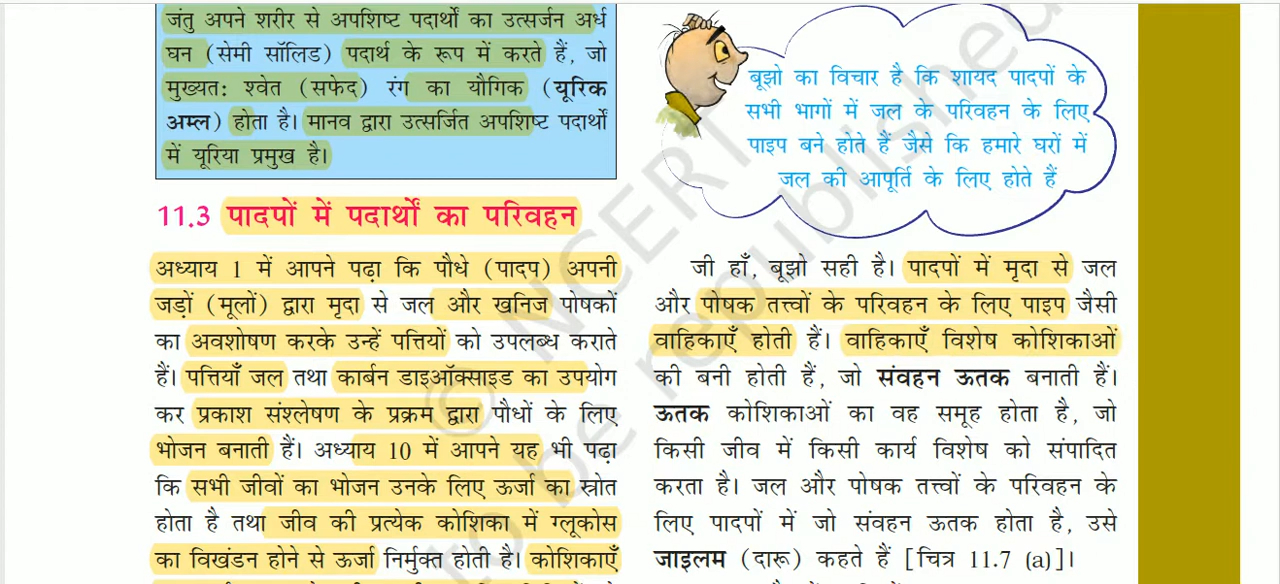 जंतु अपने शरीर से अपशिष्ट पदार्थों का उत्सर्जन अर्ध
घन (सेमी सॉलिड) पदार्थ के रूप में करते हैं, जो
मुख्यतः श्वेत (सफेद) रंग का यौगिक (यूरिक
अम्ल) होता है। मानव द्वारा उत्सर्जित अपशिष्ट पदार्थों
में यूरिया प्रमुख है।
11.3 पादपों में पदार्थों का परिवहन
अध्याय 1 में आपने पढ़ा कि पौधे (पादप) अपनी
जड़ों (मूलों) द्वारा मृदा से जल और खनिज पोषकों
का अवशोषण करके उन्हें पत्तियों को उपलब्ध कराते
हैं। पत्तियाँ जल तथा कार्बन डाइऑक्साइड का उपयोग
कर प्रकाश संश्लेषण के प्रक्रम द्वारा पौधों के लिए
भोजन बनाती हैं। अध्याय 10 में आपने यह भी पढ़ा
कि सभी जीवों का भोजन उनके लिए ऊर्जा का स्रोत
होता है तथा जीव की प्रत्येक कोशिका में ग्लूकोस
का विखंडन होने से ऊर्जा निर्मुक्त होती है। कोशिकाएँ
बूझो का विचार है कि शायद पादपों के
सभी भागों में जल के परिवहन के लिए
पाइप बने होते हैं जैसे कि हमारे घरों में
जल की आपूर्ति के लिए होते हैं
जी हाँ, बूझो सही है। पादपों में मृदा से जल
और पोषक तत्त्वों के परिवहन के लिए पाइप जैसी
वाहिकाएँ होती हैं। वाहिकाएँ विशेष कोशिकाओं
की बनी होती हैं, जो संवहन ऊतक बनाती हैं।
ऊतक कोशिकाओं का वह समूह होता है, जो
किसी जीव में किसी कार्य विशेष को संपादित
करता है। जल और पोषक तत्त्वों के परिवहन के
लिए पादपों में जो संवहन ऊतक होता है, उसे
जाइलम (दारू) कहते हैं [चित्र 11.7 (a)]।
© NCERT
to be republished